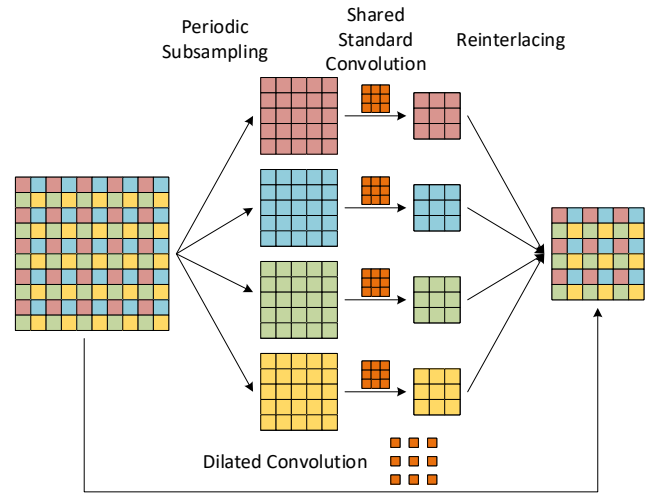 Periodic
Subsampling
Shared
Standard
Convolution
Reinterlacing
Dilated Convolution